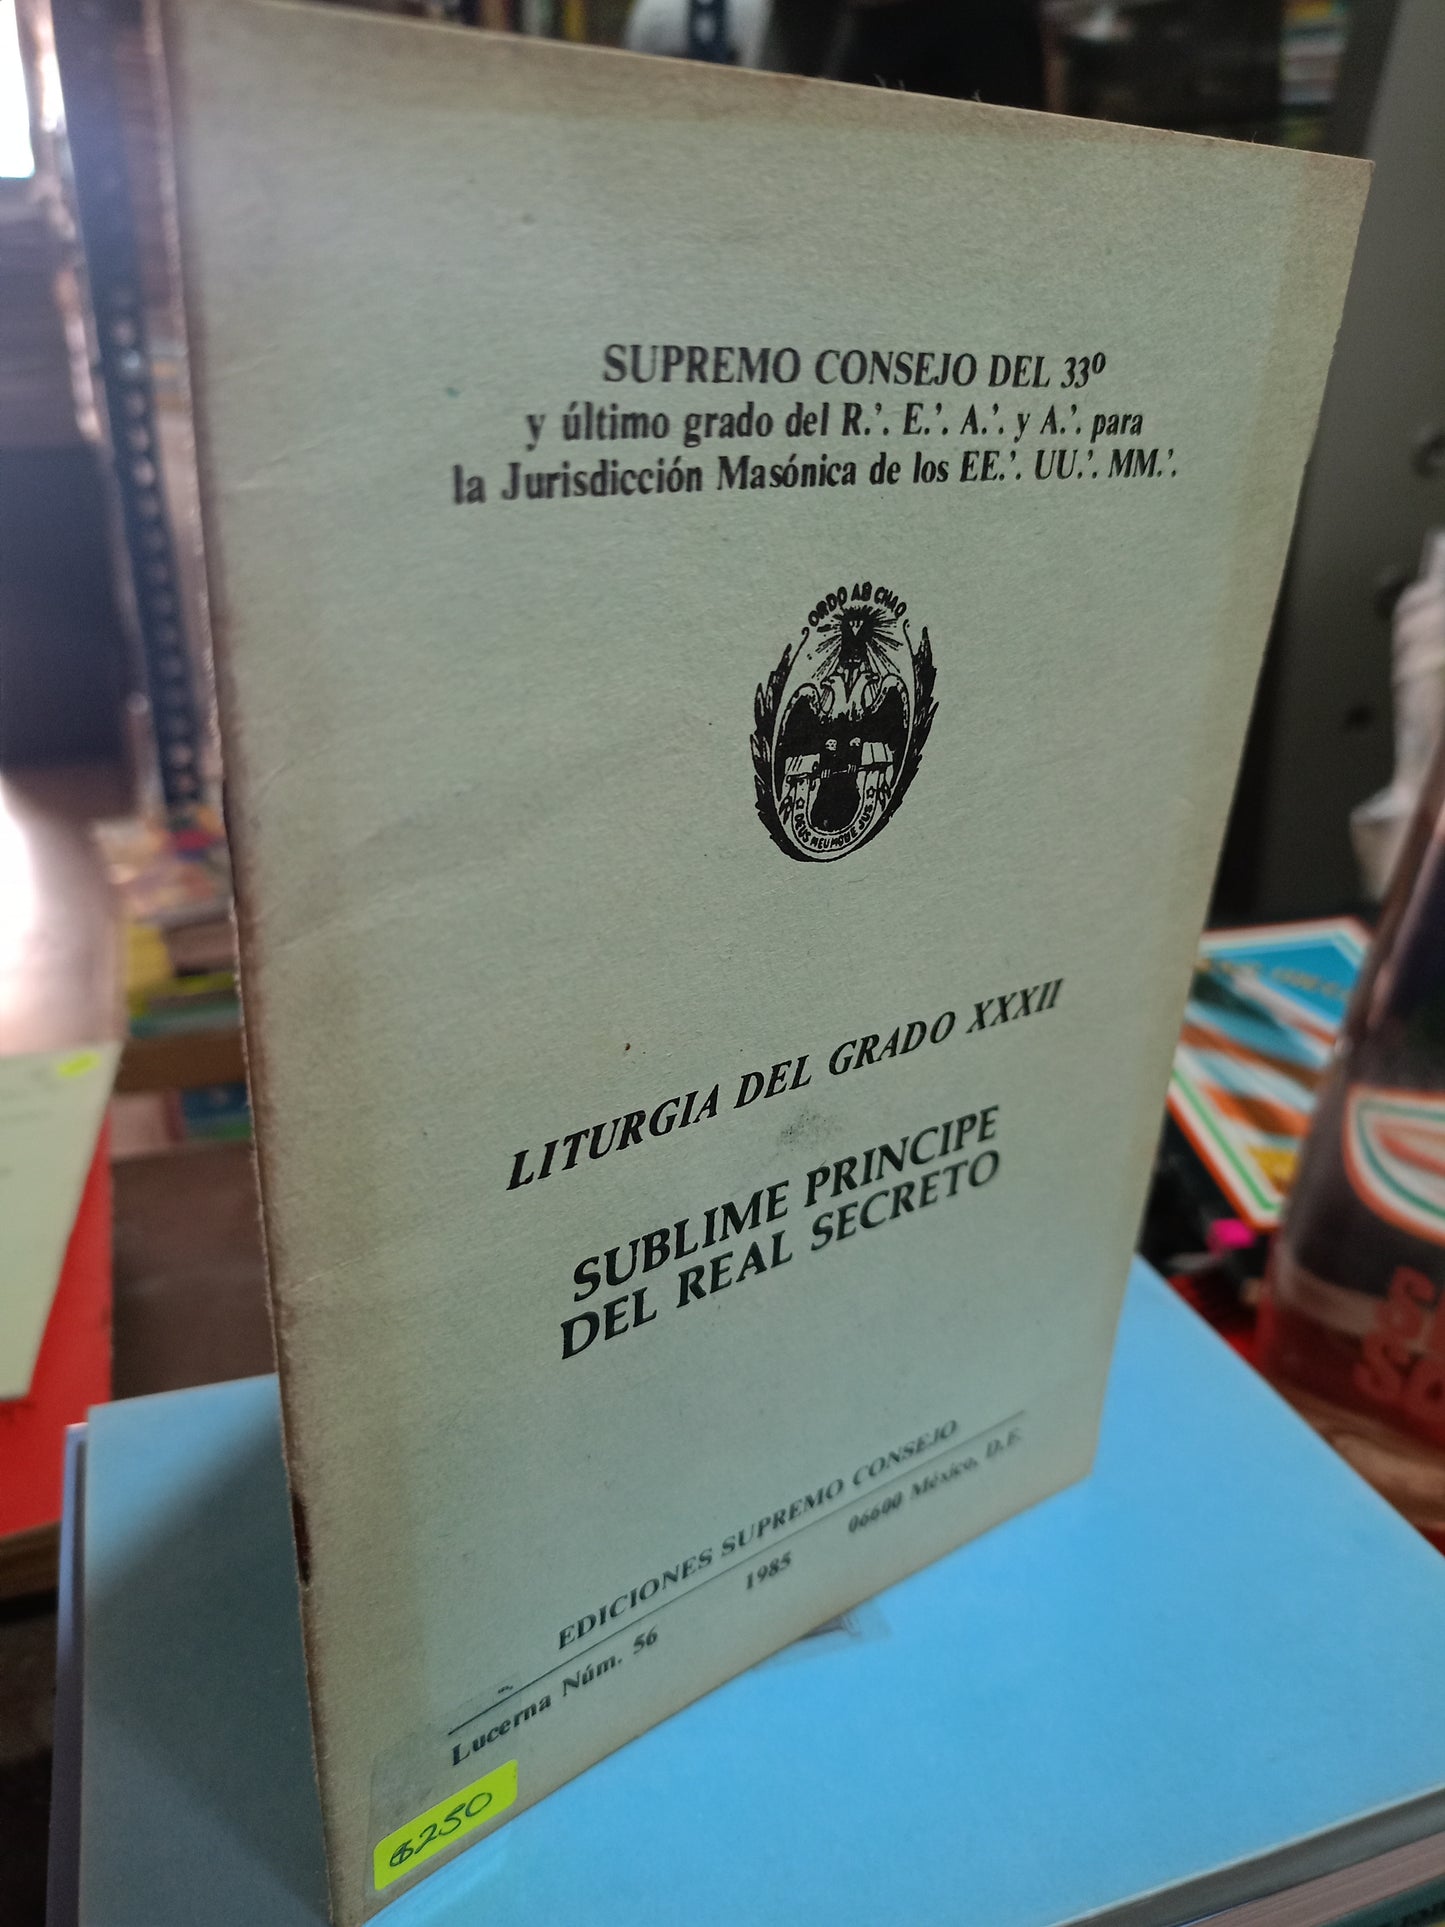 SUPREMO CONSEJO DEL 33º
y último grado del R.'. E.'. A.'. y A.'. para
la Jurisdicción Masónica de los EE.'. UU.'. MM.'.
ORDO AB CHAO
DEUS MEUMQUE JUS
LITURGIA DEL GRADO XXXII
SUBLIME PRINCIPE
DEL REAL SECRETO
EDICIONES SUPREMO CONSEJO
Lucerna Núm. 56 1985 06600 México, D.F.
$250